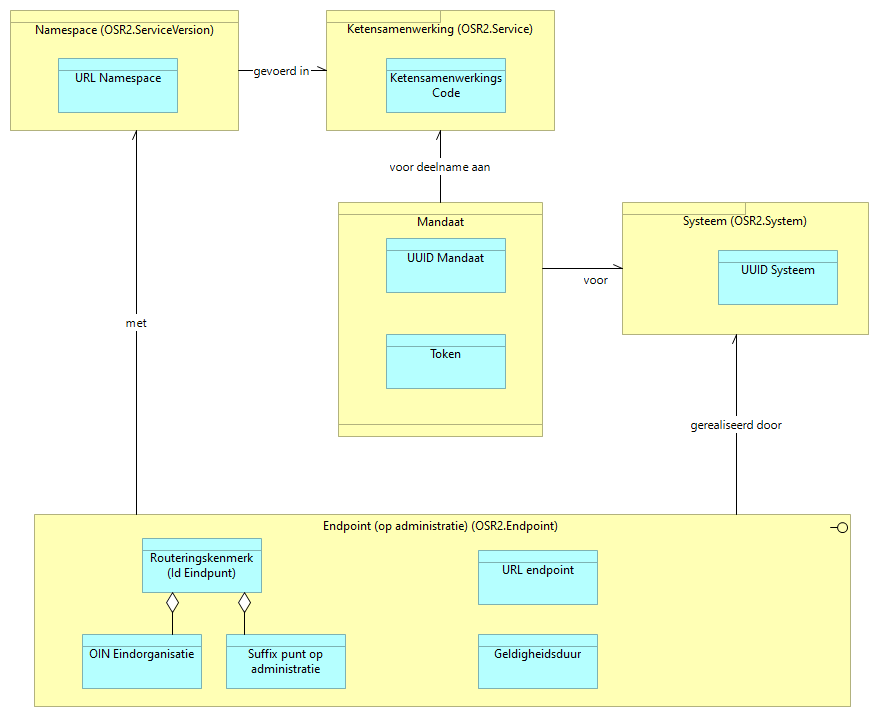 Namespace (OSR2.ServiceVersion)
URL Namespace
gevoerd in
Ketensamenwerking (OSR2.Service)
Ketensamenwerkings
Code
voor deelname aan
Mandaat
UUID Mandaat
Token
voor
Systeem (OSR2.System)
UUID Systeem
met
gerealiseerd door
Endpoint (op administratie) (OSR2.Endpoint)
Routeringskenmerk
(Id Eindpunt)
URL endpoint
OIN Eindorganisatie
Suffix punt op
administratie
Geldigheidsduur